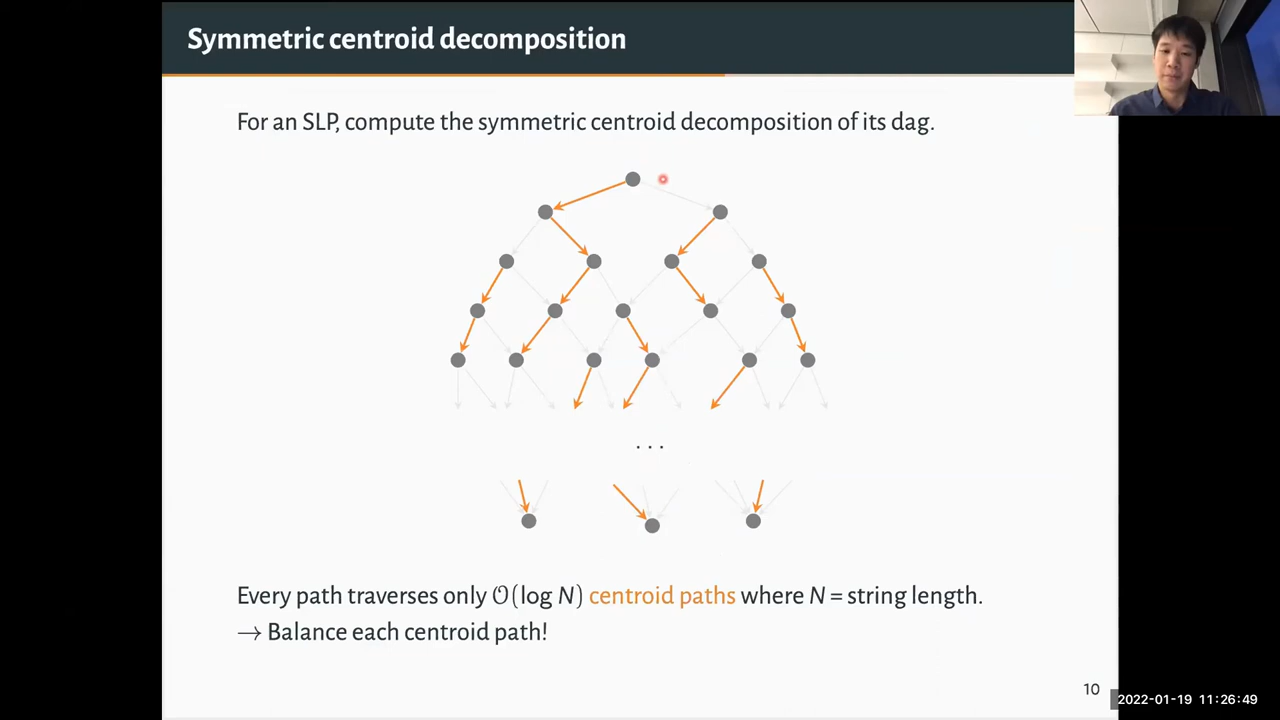 Symmetric centroid decomposition
For an SLP, compute the symmetric centroid decomposition of its dag.
. . .
Every path traverses only 𝒪(log N) centroid paths where N = string length.
→ Balance each centroid path!
10
2022-01-19 11:26:49